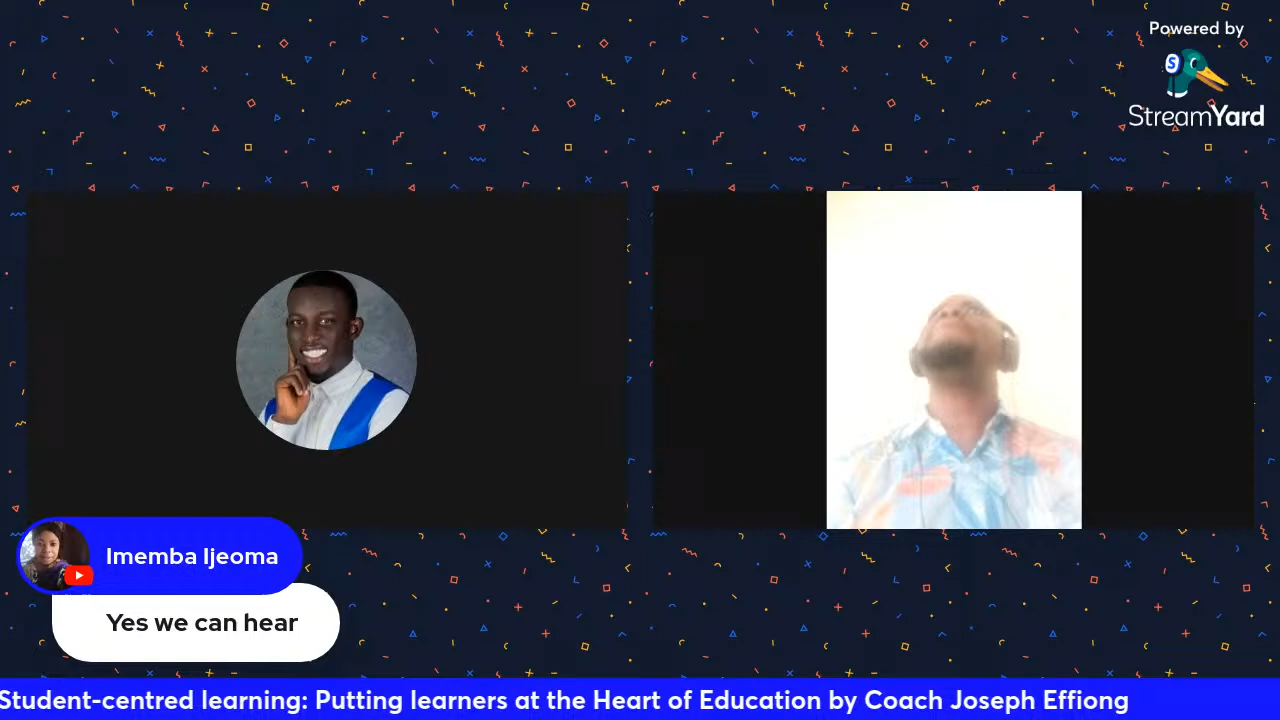 Powered by
S
StreamYard
Imemba Ijeoma
Yes we can hear
Student-centred learning: Putting learners at the Heart of Education by Coach Joseph Effiong